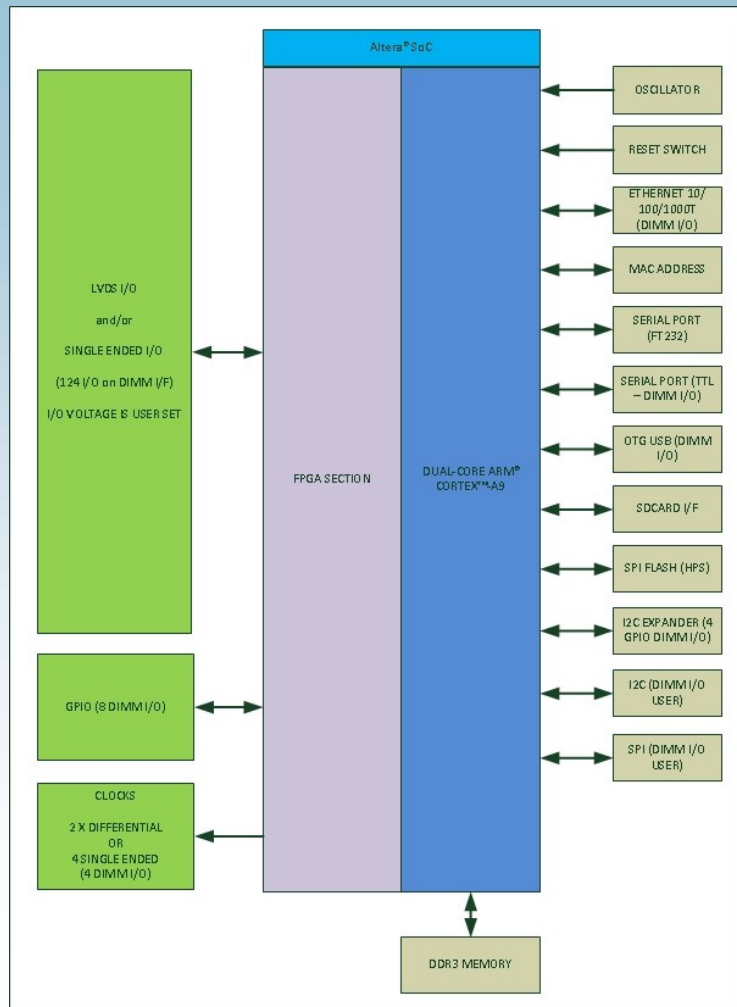 Altera® SoC
LVDS I/O
and/or
SINGLE ENDED I/O
(124 I/O on DIMM I/F)
I/O VOLTAGE IS USER SET
GPIO (8 DIMM I/O)
CLOCKS
2 X DIFFERENTIAL
OR
4 SINGLE ENDED
(4 DIMM I/O)
FPGA SECTION
DUAL-CORE ARM®
CORTEX™-A9
OSCILLATOR
RESET SWITCH
ETHERNET 10/
100/1000T
(DIMM I/O)
MAC ADDRESS
SERIAL PORT
(FT232)
SERIAL PORT (TTL
– DIMM I/O)
OTG USB (DIMM
I/O)
SDCARD I/F
SPI FLASH (HPS)
I2C EXPANDER (4
GPIO DIMM I/O)
I2C (DIMM I/O
USER)
SPI (DIMM I/O
USER)
DDR3 MEMORY